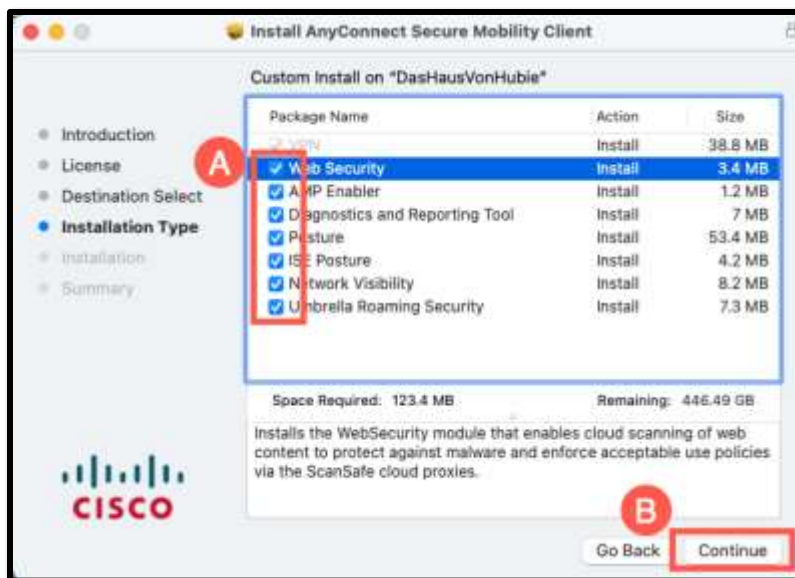 Install AnyConnect Secure Mobility Client
Custom Install on "DasHausVonHubie"
Introduction
License
Destination Select
Installation Type
Installation
Summary
Package Name Action Size
VPN Install 38.8 MB
A
Web Security Install 3.4 MB
AMP Enabler Install 1.2 MB
Diagnostics and Reporting Tool Install 7 MB
Posture Install 53.4 MB
ISE Posture Install 4.2 MB
Network Visibility Install 8.2 MB
Umbrella Roaming Security Install 7.3 MB
Space Required: 123.4 MB Remaining: 446.49 GB
Installs the WebSecurity module that enables cloud scanning of web
content to protect against malware and enforce acceptable use policies
via the ScanSafe cloud proxies.
CISCO
B
Go Back Continue